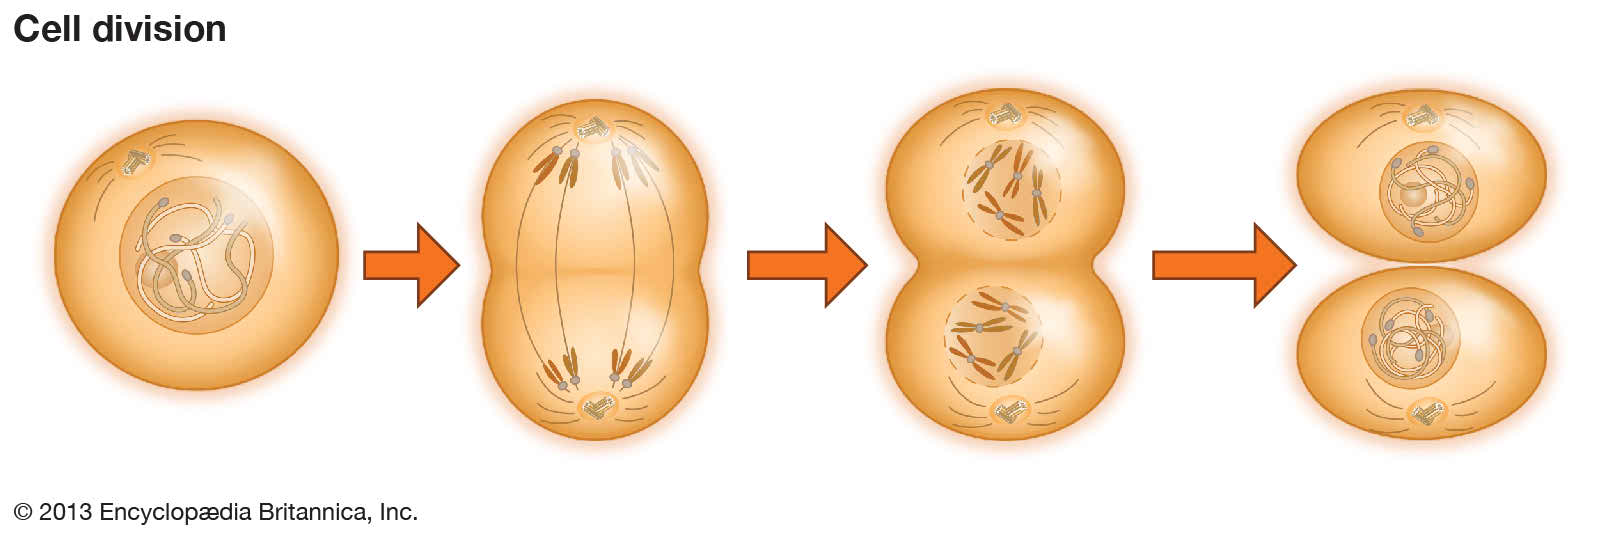 Cell division
© 2013 Encyclopædia Britannica, Inc.